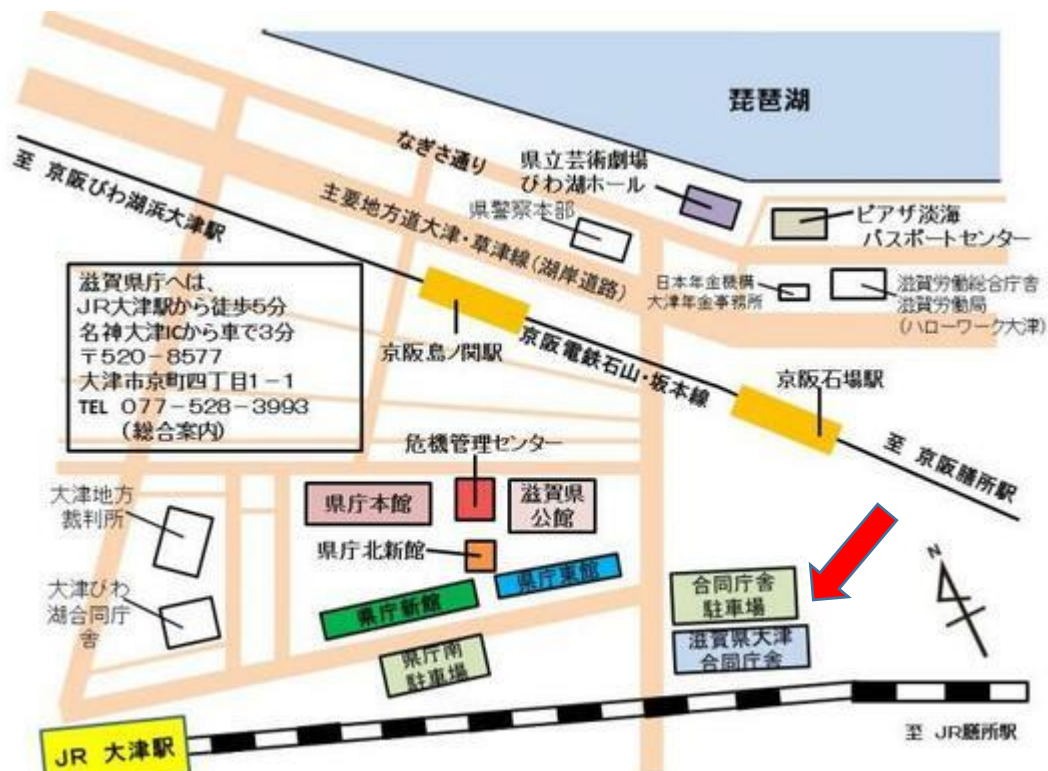 琵琶湖
なぎさ通り
県立芸術劇場
びわ湖ホール
至 京阪びわ湖浜大津駅
主要地方道大津・草津線(湖岸道路)
県警察本部
ピアザ淡海
パスポートセンター
日本年金機構
大津年金事務所
滋賀労働総合庁舎
滋賀労働局
(ハローワーク大津)
滋賀県庁へは、
JR大津駅から徒歩5分
名神大津ICから車で3分
〒520-8577
大津市京町四丁目1-1
TEL 077-528-3993
(総合案内)
京阪島ノ関駅
京阪電鉄石山・坂本線
京阪石場駅
至 京阪膳所駅
危機管理センター
大津地方
裁判所
県庁本館
滋賀県
公館
県庁北新館
県庁東館
県庁新館
大津びわ
湖合同庁
舎
県庁南
駐車場
合同庁舎
駐車場
滋賀県大津
合同庁舎
N
JR 大津駅
至 JR膳所駅